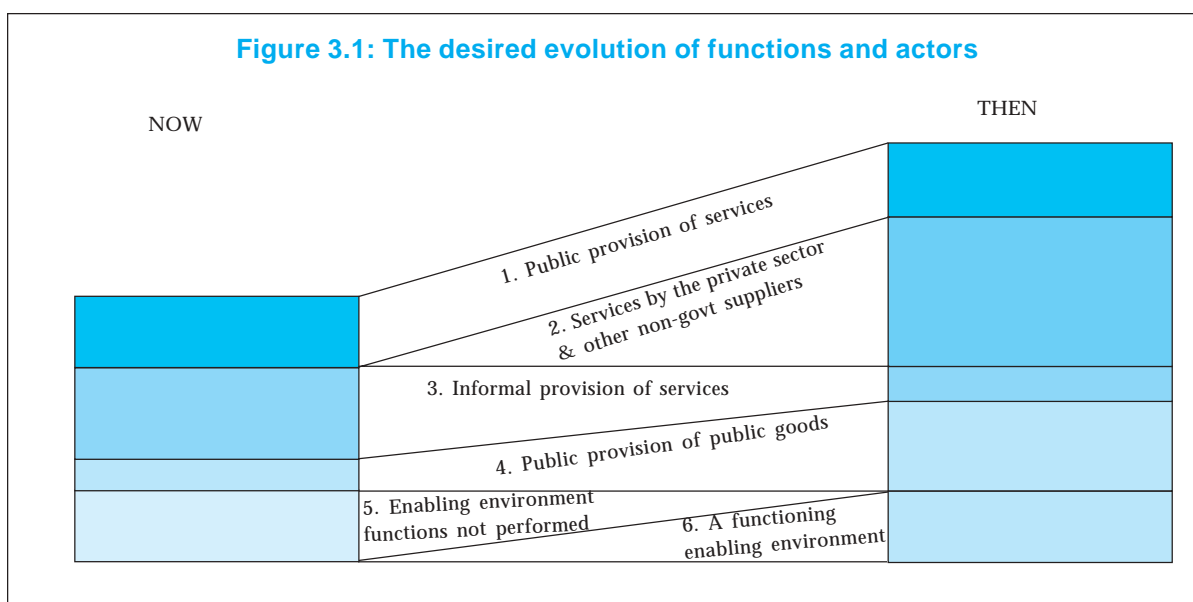 Figure 3.1: The desired evolution of functions and actors
NOW
THEN
1. Public provision of services
2. Services by the private sector
& other non-govt suppliers
3. Informal provision of services
4. Public provision of public goods
5. Enabling environment
functions not performed
6. A functioning
enabling environment